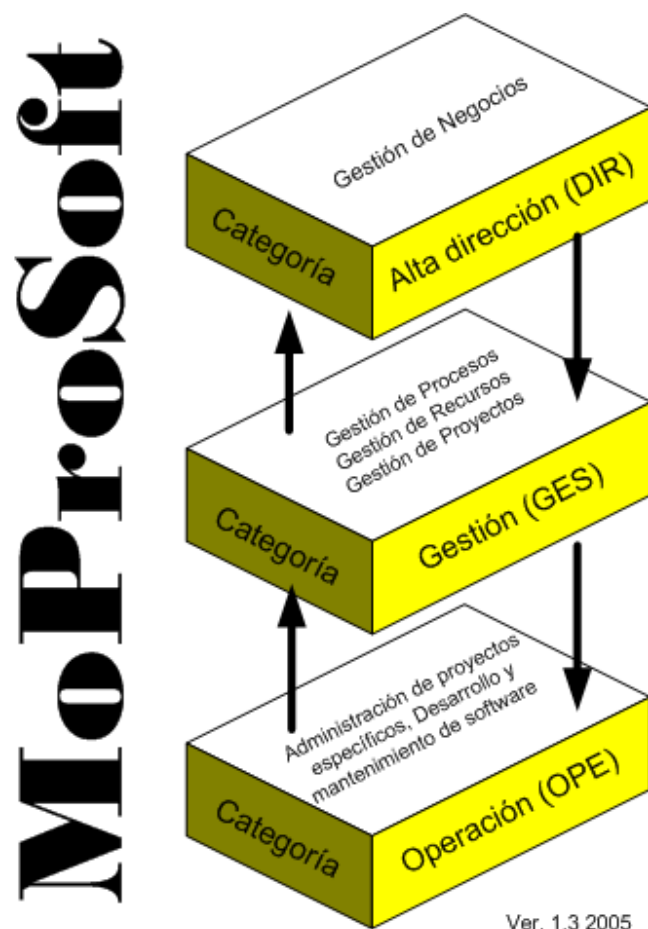 MoProSoft
Gestión de Negocios
Categoría
Alta dirección (DIR)
Gestión de Procesos
Gestión de Recursos
Gestión de Proyectos
Categoría
Gestión (GES)
Administración de proyectos
específicos, Desarrollo y
mantenimiento de software
Categoría
Operación (OPE)
Ver. 1.3 2005